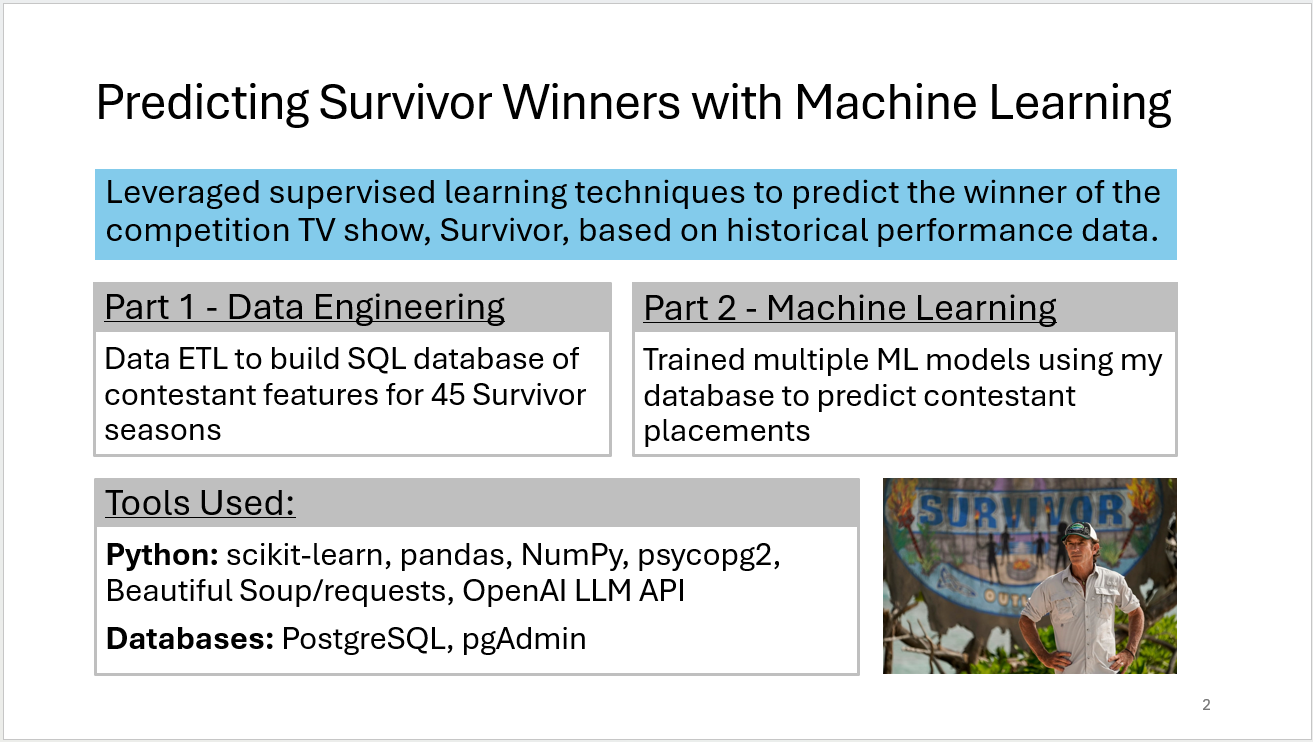 Predicting Survivor Winners with Machine Learning
Leveraged supervised learning techniques to predict the winner of the
competition TV show, Survivor, based on historical performance data.
Part 1 - Data Engineering
Data ETL to build SQL database of
contestant features for 45 Survivor
seasons
Part 2 - Machine Learning
Trained multiple ML models using my
database to predict contestant
placements
Tools Used:
Python: scikit-learn, pandas, NumPy, psycopg2,
Beautiful Soup/requests, OpenAI LLM API
Databases: PostgreSQL, pgAdmin
SURVIVOR
2